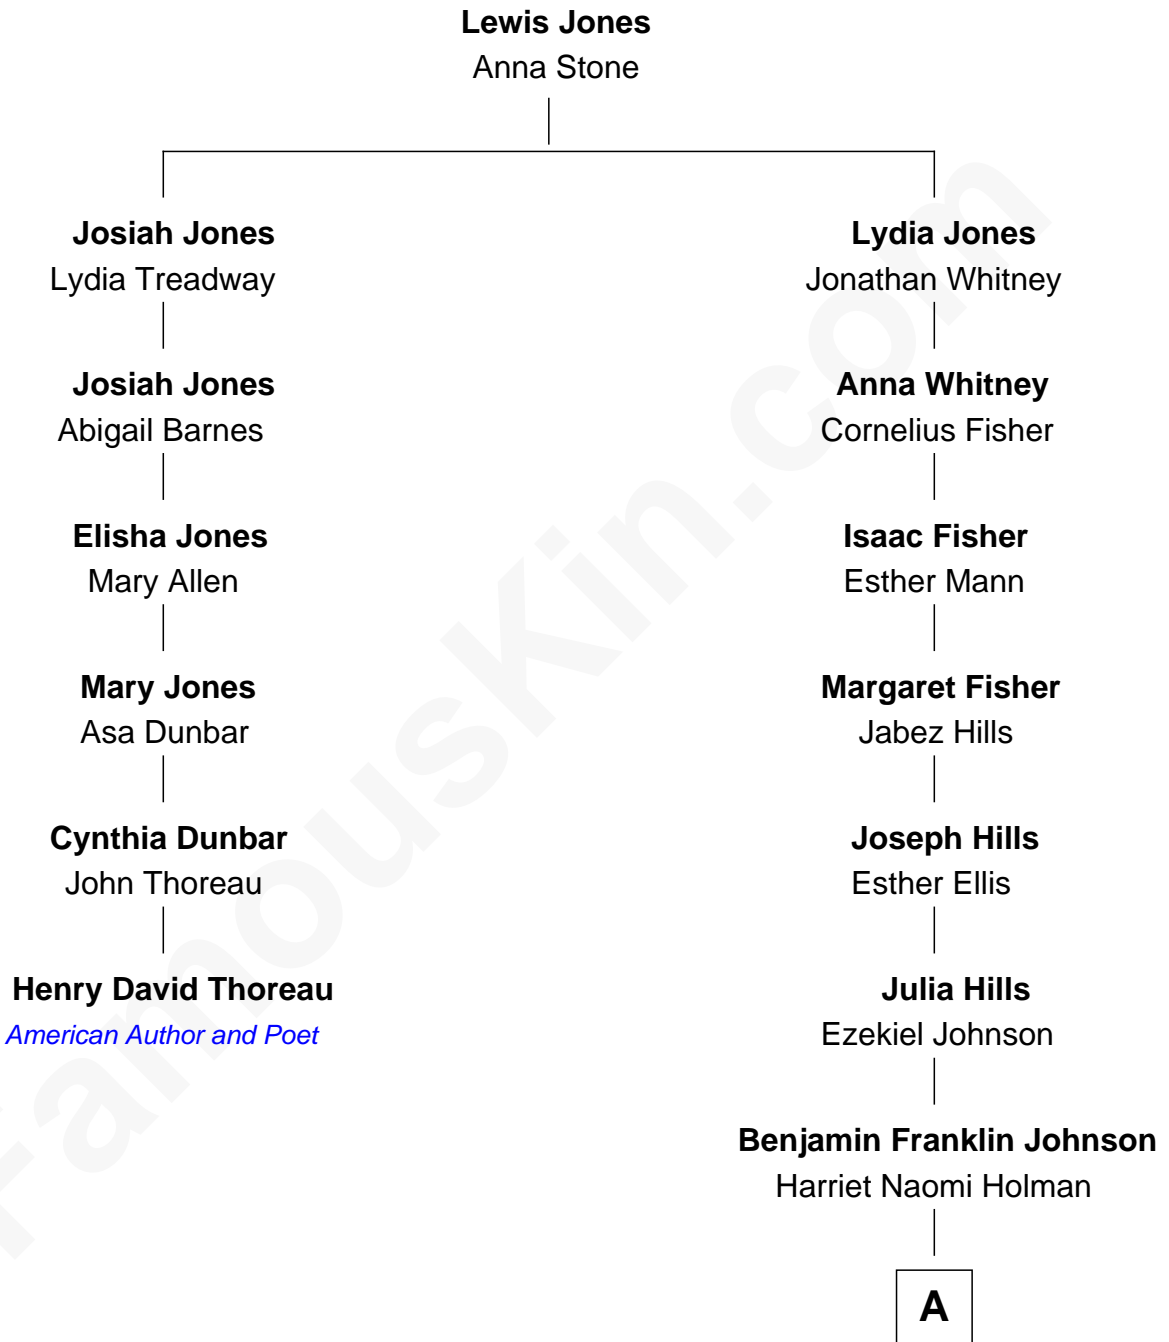 Lewis Jones
Anna Stone
Josiah Jones
Lydia Treadway
Lydia Jones
Jonathan Whitney
Josiah Jones
Abigail Barnes
Anna Whitney
Cornelius Fisher
Elisha Jones
Mary Allen
Isaac Fisher
Esther Mann
Mary Jones
Asa Dunbar
Margaret Fisher
Jabez Hills
Cynthia Dunbar
John Thoreau
Joseph Hills
Esther Ellis
Henry David Thoreau
American Author and Poet
Julia Hills
Ezekiel Johnson
Benjamin Franklin Johnson
Harriet Naomi Holman
A
FamousKin.com